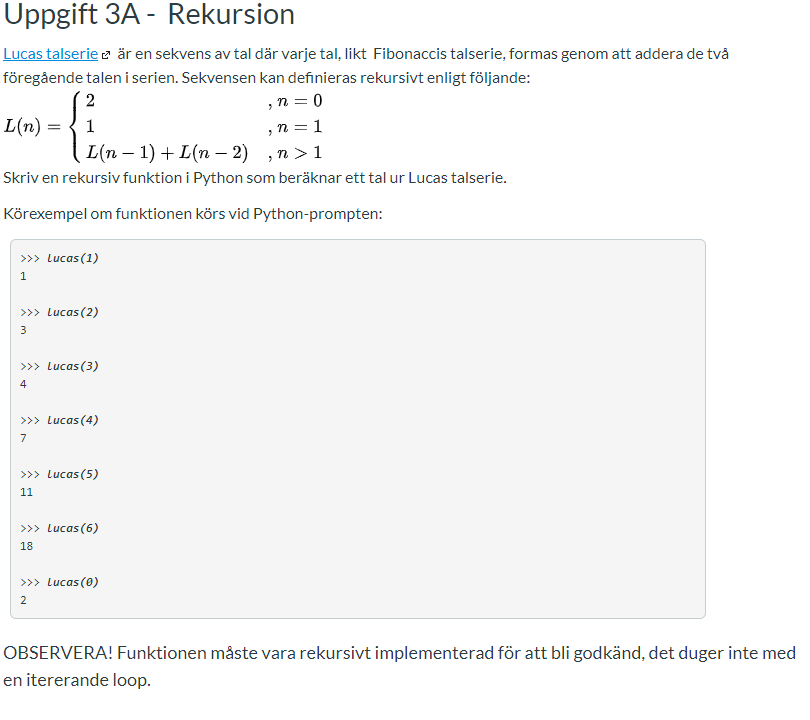 Uppgift 3A - Rekursion
Lucas talserie är en sekvens av tal där varje tal, likt Fibonaccis talserie, formas genom att addera de två
föregående talen i serien. Sekvensen kan definieras rekursivt enligt följande:
2 , n = 0
L(n) = { 1 , n = 1
L(n − 1) + L(n − 2) , n > 1
Skriv en rekursiv funktion i Python som beräknar ett tal ur Lucas talserie.
Körexempel om funktionen körs vid Python-prompten:
>>> lucas(1)
1
>>> lucas(2)
3
>>> lucas(3)
4
>>> lucas(4)
7
>>> lucas(5)
11
>>> lucas(6)
18
>>> lucas(0)
2
OBSERVERA! Funktionen måste vara rekursivt implementerad för att bli godkänd, det duger inte med
en itererande loop.